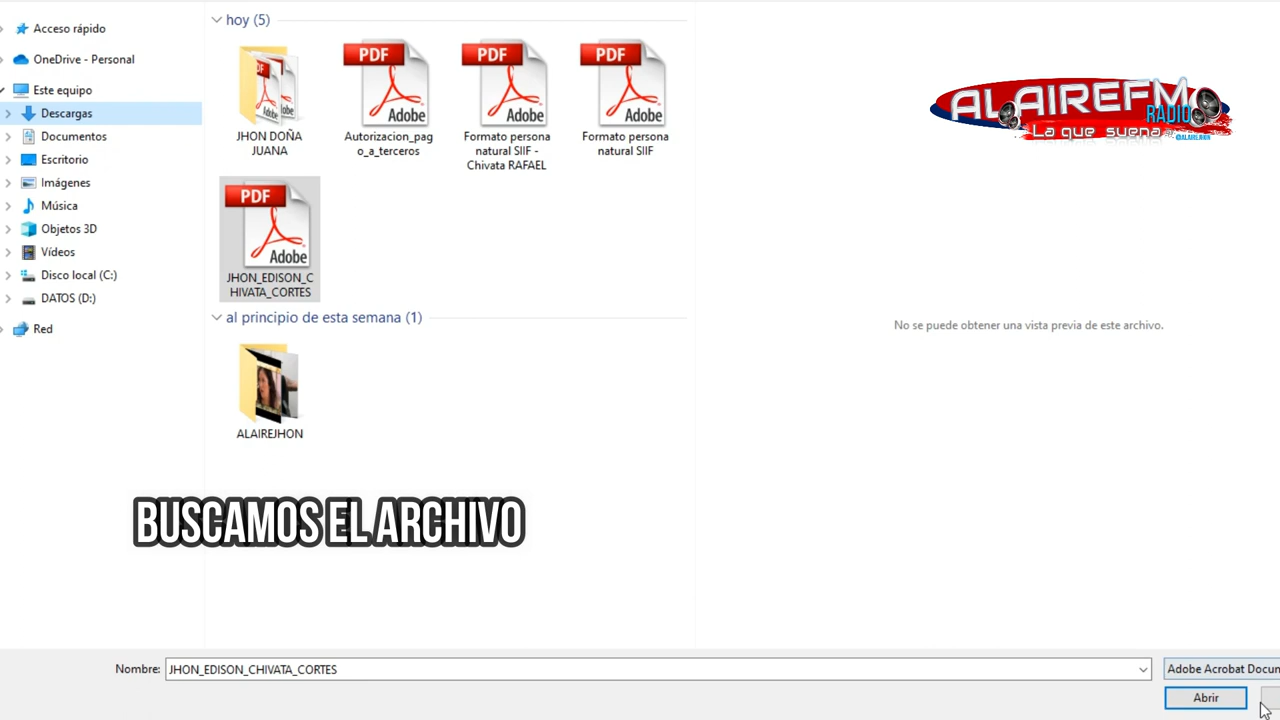 Acceso rápido
OneDrive - Personal
Este equipo
Descargas
Documentos
Escritorio
Imágenes
Música
Objetos 3D
Vídeos
Disco local (C:)
DATOS (D:)
Red
hoy (5)
JHON DOÑA
JUANA
PDF
Adobe
Autorizacion_pag
o_a_terceros
PDF
Adobe
Formato persona
natural SIIF -
Chivata RAFAEL
PDF
Adobe
Formato persona
natural SIIF
PDF
Adobe
JHON_EDISON_C
HIVATA_CORTES
al principio de esta semana (1)
ALAIREJHON
ALAIREFM
RADIO
La que suena
No se puede obtener una vista previa de este archivo.
BUSCAMOS EL ARCHIVO
Nombre:
JHON_EDISON_CHIVATA_CORTES
Adobe Acrobat Docum
Abrir